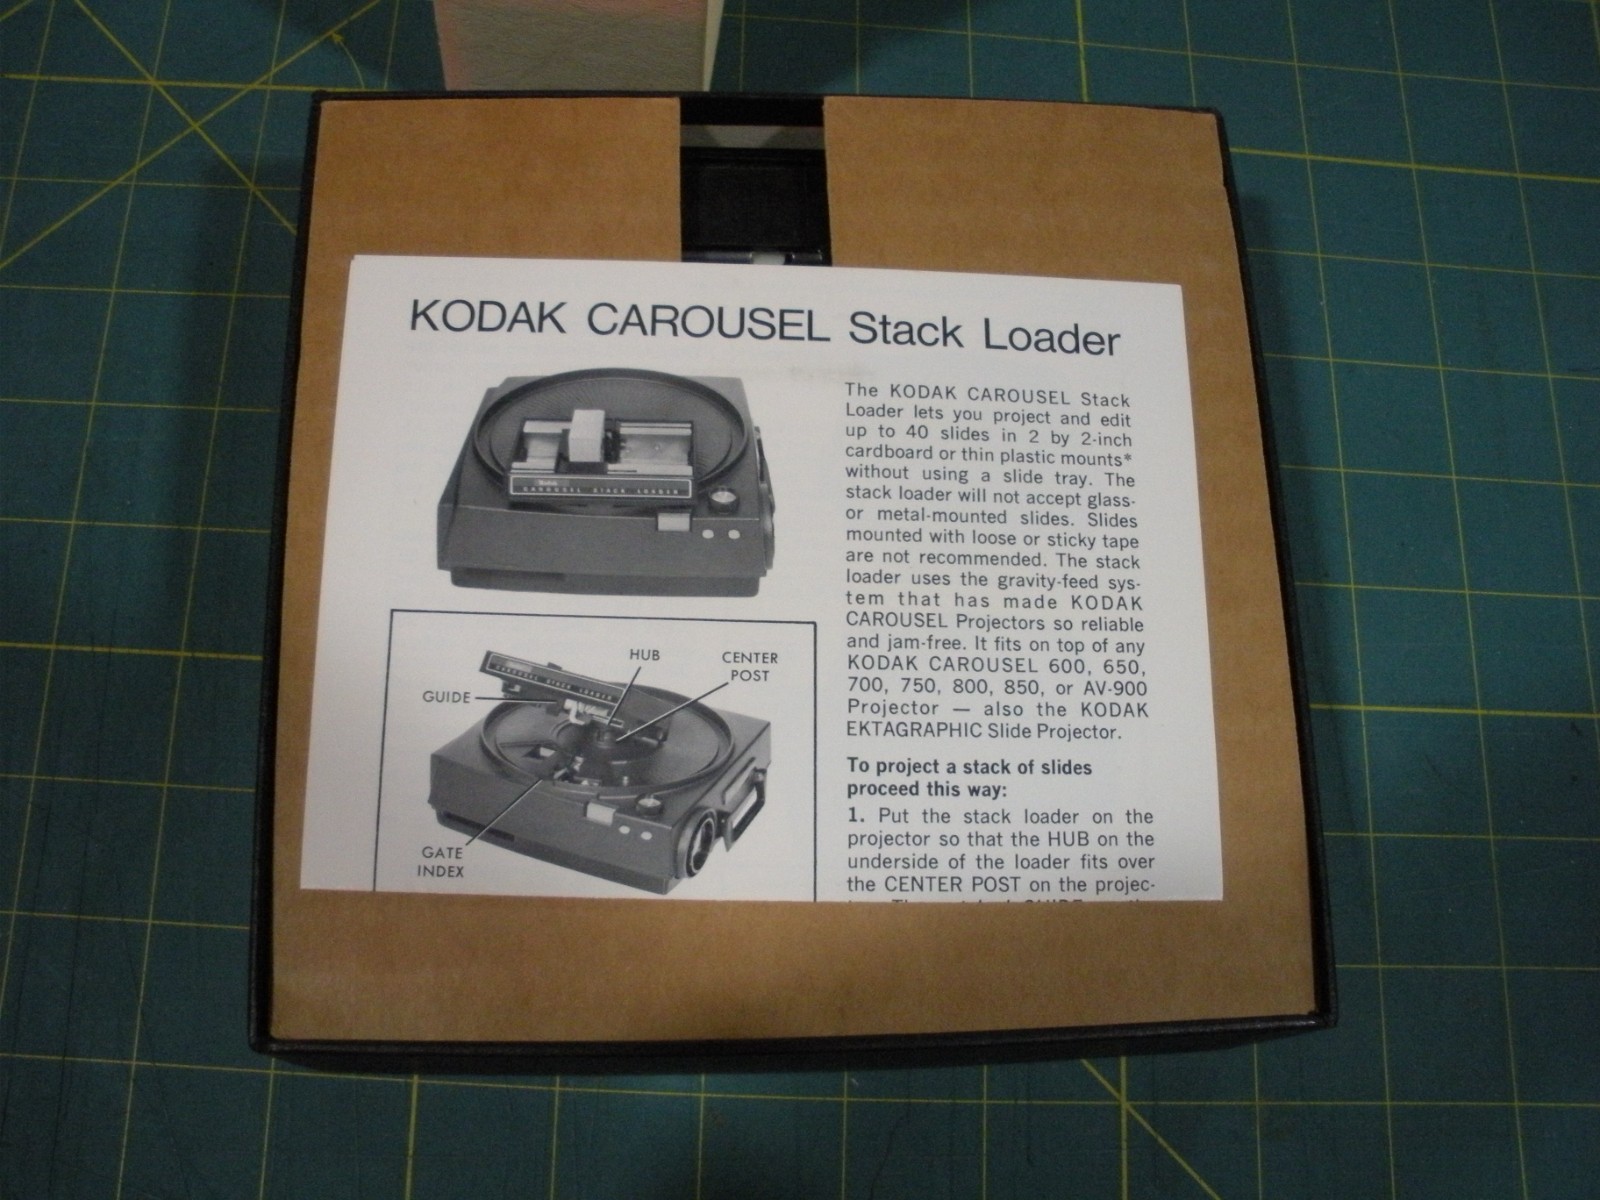 KODAK CAROUSEL Stack Loader
Kodak
CAROUSEL STACK LOADER
The KODAK CAROUSEL Stack
Loader lets you project and edit
up to 40 slides in 2 by 2-inch
cardboard or thin plastic mounts*
without using a slide tray. The
stack loader will not accept glass-
or metal-mounted slides. Slides
mounted with loose or sticky tape
are not recommended. The stack
loader uses the gravity-feed sys-
tem that has made KODAK
CAROUSEL Projectors so reliable
and jam-free. It fits on top of any
KODAK CAROUSEL 600, 650,
700, 750, 800, 850, or AV-900
Projector — also the KODAK
EKTAGRAPHIC Slide Projector.
To project a stack of slides
proceed this way:
1. Put the stack loader on the
projector so that the HUB on the
underside of the loader fits over
the CENTER POST on the projec-
CAROUSEL STACK LOADER
HUB
CENTER
POST
GUIDE
GATE
INDEX